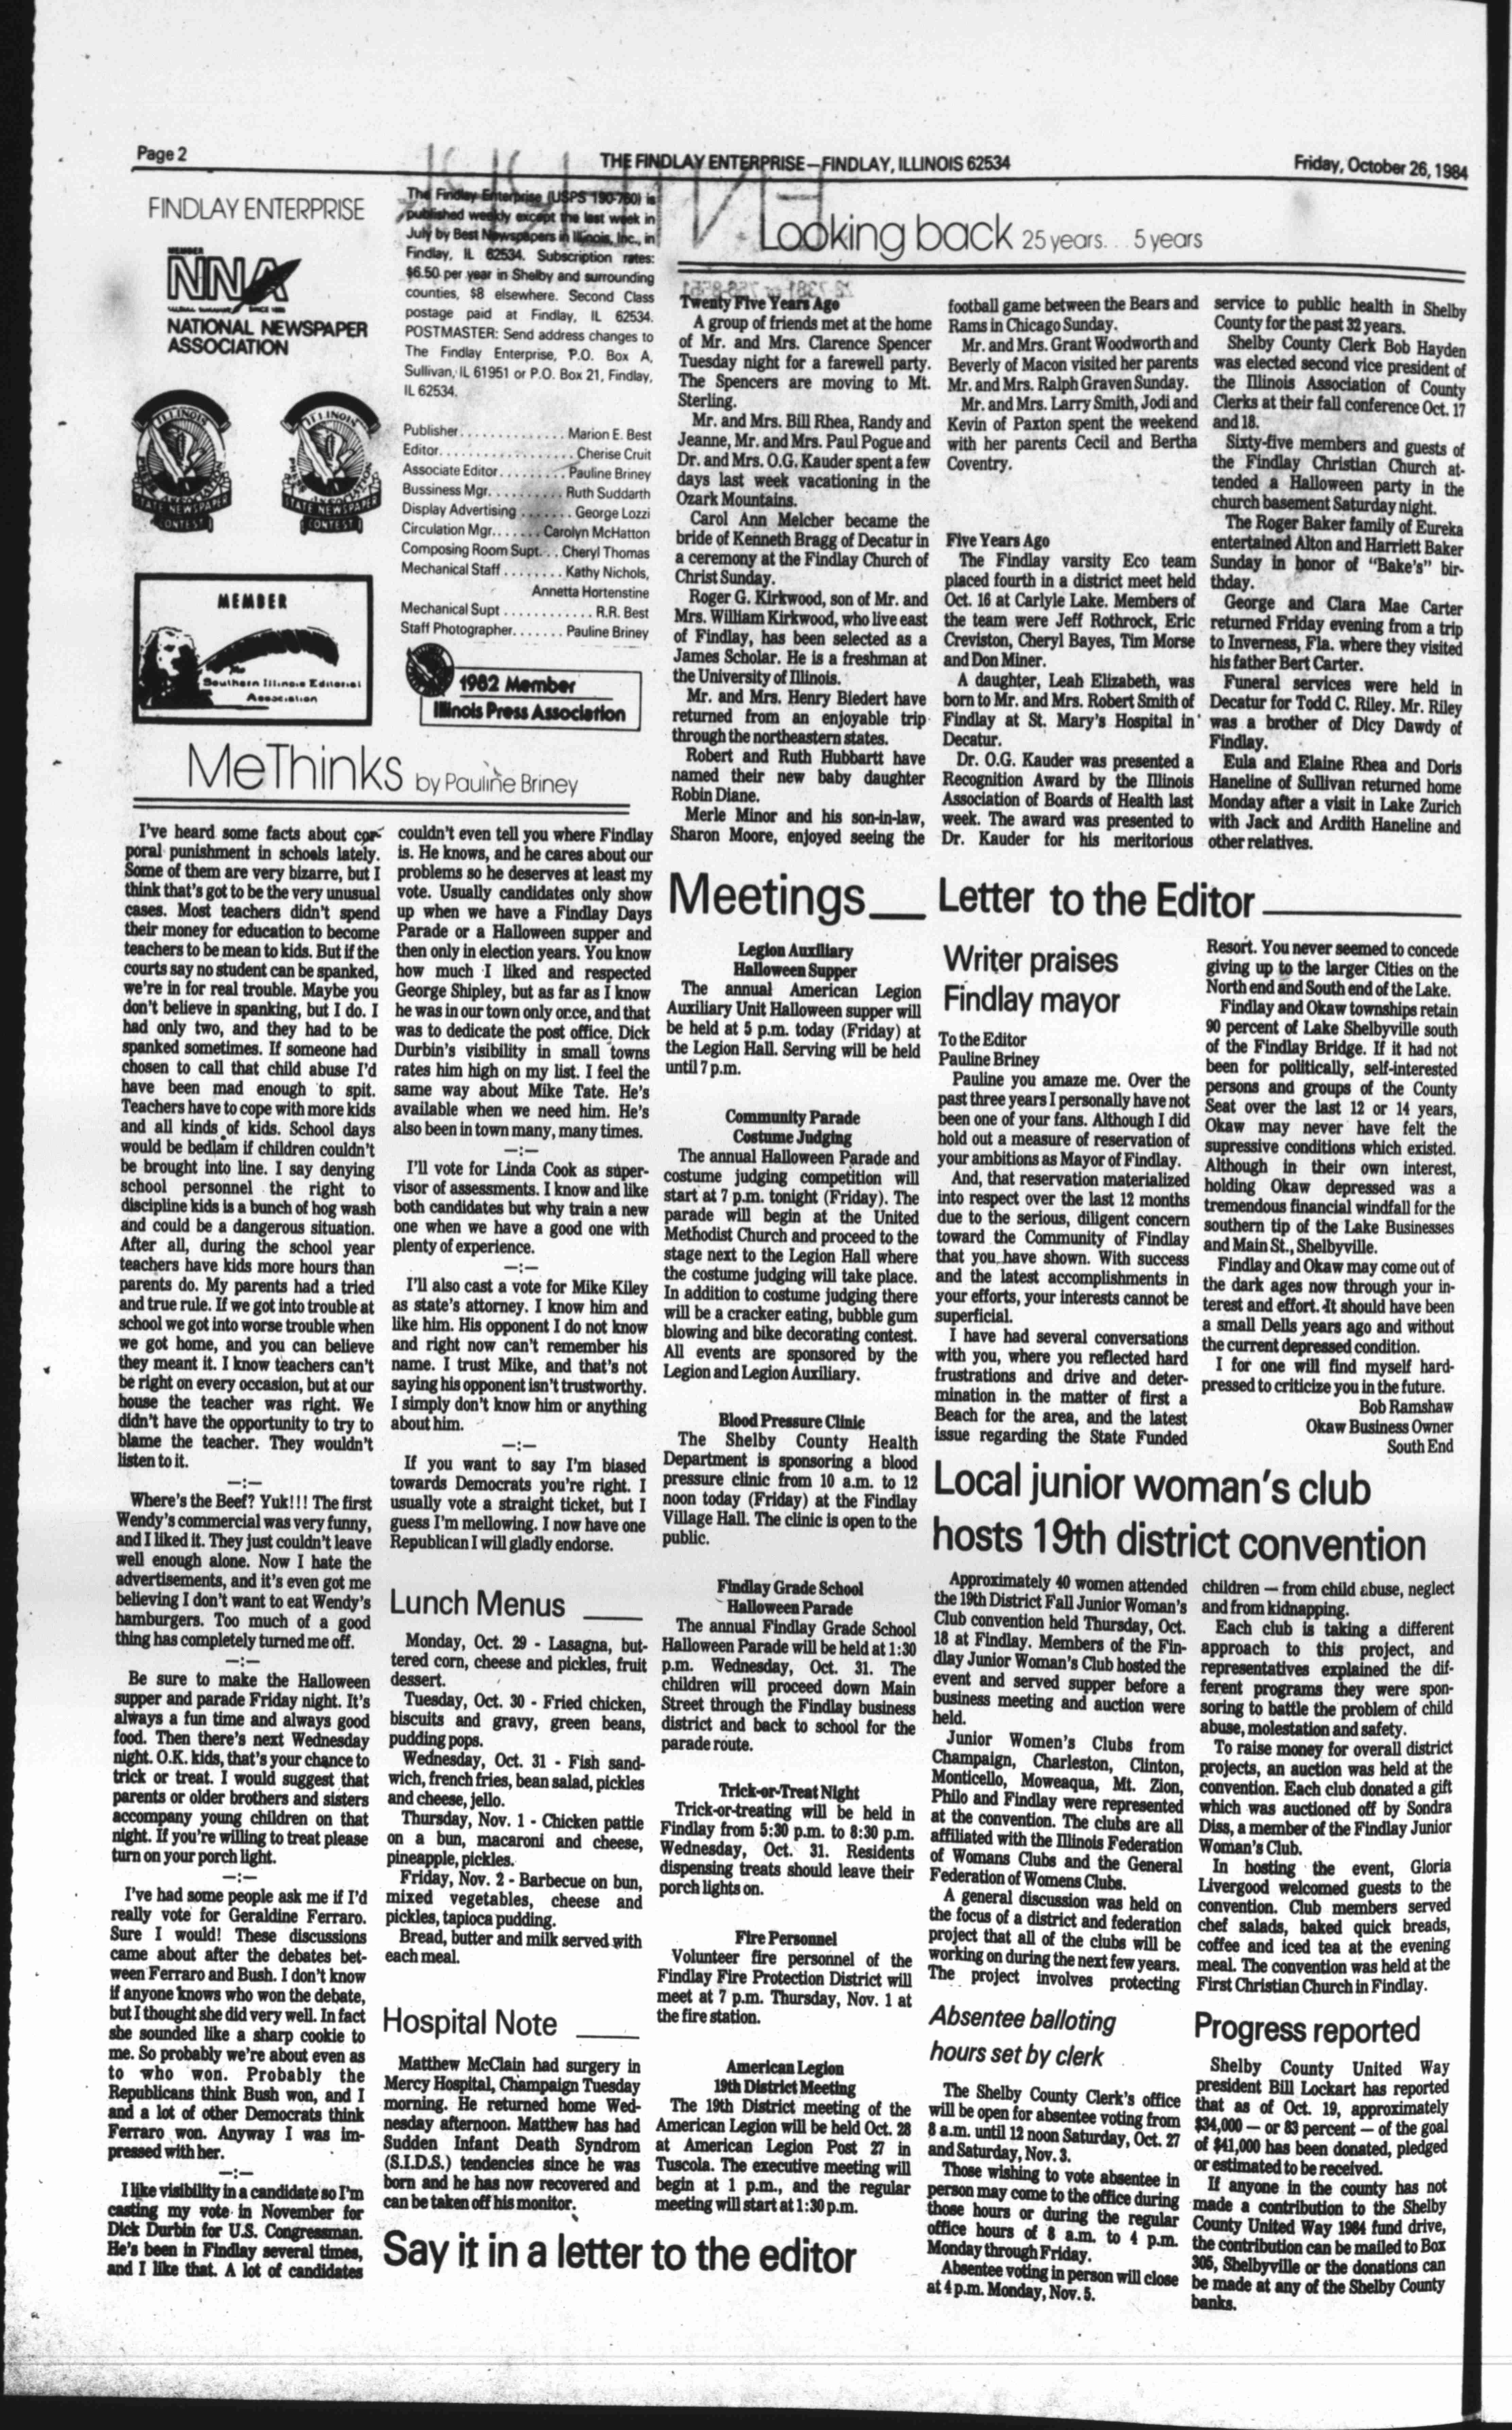 Page 2
THE FINDLAY ENTERPRISE—FINDLAY, ILLINOIS 62534
Friday, October 26, 1984
FINDLAY ENTERPRISE
MEMBER
NNA
SINCE 1885
NATIONAL NEWSPAPER
ASSOCIATION
ILLINOIS
PRESS ASSOCIATION
STATE NEWSPAPER
CONTEST
ILLINOIS
PRESS ASSOCIATION
STATE NEWSPAPER
CONTEST
MEMBER
The
Southern Illinois Editorial
Association
The Findlay Enterprise (USPS 190-760) is
published weekly except the last week in
July by Best Newspapers in Illinois, Inc., in
Findlay, IL 62534. Subscription rates:
$6.50 per year in Shelby and surrounding
counties, $8 elsewhere. Second Class
postage paid at Findlay, IL 62534.
POSTMASTER: Send address changes to
The Findlay Enterprise, P.O. Box A,
Sullivan, IL 61951 or P.O. Box 21, Findlay,
IL 62534.
Publisher. . . . . . . . . . . . . . Marion E. Best
Editor. . . . . . . . . . . . . . . . . . Cherise Cruit
Associate Editor. . . . . . . . . Pauline Briney
Bussiness Mgr. . . . . . . . . . Ruth Suddarth
Display Advertising . . . . . . . George Lozzi
Circulation Mgr. . . . . . . Carolyn McHatton
Composing Room Supt. . . Cheryl Thomas
Mechanical Staff . . . . . . . . Kathy Nichols,
Annetta Hortenstine
Mechanical Supt . . . . . . . . . . . . R.R. Best
Staff Photographer. . . . . . . Pauline Briney
1982 Member
Illinois Press Association
MeThinks by Pauline Briney
I've heard some facts about cor-
poral punishment in schools lately.
Some of them are very bizarre, but I
think that's got to be the very unusual
cases. Most teachers didn't spend
their money for education to become
teachers to be mean to kids. But if the
courts say no student can be spanked,
we're in for real trouble. Maybe you
don't believe in spanking, but I do. I
had only two, and they had to be
spanked sometimes. If someone had
chosen to call that child abuse I'd
have been mad enough to spit.
Teachers have to cope with more kids
and all kinds of kids. School days
would be bedlam if children couldn't
be brought into line. I say denying
school personnel the right to
discipline kids is a bunch of hog wash
and could be a dangerous situation.
After all, during the school year
teachers have kids more hours than
parents do. My parents had a tried
and true rule. If we got into trouble at
school we got into worse trouble when
we got home, and you can believe
they meant it. I know teachers can't
be right on every occasion, but at our
house the teacher was right. We
didn't have the opportunity to try to
blame the teacher. They wouldn't
listen to it.
—:—
Where's the Beef? Yuk!!! The first
Wendy's commercial was very funny,
and I liked it. They just couldn't leave
well enough alone. Now I hate the
advertisements, and it's even got me
believing I don't want to eat Wendy's
hamburgers. Too much of a good
thing has completely turned me off.
—:—
Be sure to make the Halloween
supper and parade Friday night. It's
always a fun time and always good
food. Then there's next Wednesday
night. O.K. kids, that's your chance to
trick or treat. I would suggest that
parents or older brothers and sisters
accompany young children on that
night. If you're willing to treat please
turn on your porch light.
—:—
I've had some people ask me if I'd
really vote for Geraldine Ferraro.
Sure I would! These discussions
came about after the debates bet-
ween Ferraro and Bush. I don't know
if anyone knows who won the debate,
but I thought she did very well. In fact
she sounded like a sharp cookie to
me. So probably we're about even as
to who won. Probably the
Republicans think Bush won, and I
and a lot of other Democrats think
Ferraro won. Anyway I was im-
pressed with her.
—:—
I like visibility in a candidate so I'm
casting my vote in November for
Dick Durbin for U.S. Congressman.
He's been in Findlay several times,
and I like that. A lot of candidates
couldn't even tell you where Findlay
is. He knows, and he cares about our
problems so he deserves at least my
vote. Usually candidates only show
up when we have a Findlay Days
Parade or a Halloween supper and
then only in election years. You know
how much I liked and respected
George Shipley, but as far as I know
he was in our town only once, and that
was to dedicate the post office. Dick
Durbin's visibility in small towns
rates him high on my list. I feel the
same way about Mike Tate. He's
available when we need him. He's
also been in town many, many times.
—:—
I'll vote for Linda Cook as super-
visor of assessments. I know and like
both candidates but why train a new
one when we have a good one with
plenty of experience.
—:—
I'll also cast a vote for Mike Kiley
as state's attorney. I know him and
like him. His opponent I do not know
and right now can't remember his
name. I trust Mike, and that's not
saying his opponent isn't trustworthy.
I simply don't know him or anything
about him.
—:—
If you want to say I'm biased
towards Democrats you're right. I
usually vote a straight ticket, but I
guess I'm mellowing. I now have one
Republican I will gladly endorse.
Lunch Menus
Monday, Oct. 29 - Lasagna, but-
tered corn, cheese and pickles, fruit
dessert.
Tuesday, Oct. 30 - Fried chicken,
biscuits and gravy, green beans,
pudding pops.
Wednesday, Oct. 31 - Fish sand-
wich, french fries, bean salad, pickles
and cheese, jello.
Thursday, Nov. 1 - Chicken pattie
on a bun, macaroni and cheese,
pineapple, pickles.
Friday, Nov. 2 - Barbecue on bun,
mixed vegetables, cheese and
pickles, tapioca pudding.
Bread, butter and milk served with
each meal.
Hospital Note
Matthew McClain had surgery in
Mercy Hospital, Champaign Tuesday
morning. He returned home Wed-
nesday afternoon. Matthew has had
Sudden Infant Death Syndrom
(S.I.D.S.) tendencies since he was
born and he has now recovered and
can be taken off his monitor.
Say it in a letter to the editor
Looking back 25 years. . . 5 years
Twenty Five Years Ago
A group of friends met at the home
of Mr. and Mrs. Clarence Spencer
Tuesday night for a farewell party.
The Spencers are moving to Mt.
Sterling.
Mr. and Mrs. Bill Rhea, Randy and
Jeanne, Mr. and Mrs. Paul Pogue and
Dr. and Mrs. O.G. Kauder spent a few
days last week vacationing in the
Ozark Mountains.
Carol Ann Melcher became the
bride of Kenneth Bragg of Decatur in
a ceremony at the Findlay Church of
Christ Sunday.
Roger G. Kirkwood, son of Mr. and
Mrs. William Kirkwood, who live east
of Findlay, has been selected as a
James Scholar. He is a freshman at
the University of Illinois.
Mr. and Mrs. Henry Biedert have
returned from an enjoyable trip
through the northeastern states.
Robert and Ruth Hubbartt have
named their new baby daughter
Robin Diane.
Merle Minor and his son-in-law,
Sharon Moore, enjoyed seeing the
football game between the Bears and
Rams in Chicago Sunday.
Mr. and Mrs. Grant Woodworth and
Beverly of Macon visited her parents
Mr. and Mrs. Ralph Graven Sunday.
Mr. and Mrs. Larry Smith, Jodi and
Kevin of Paxton spent the weekend
with her parents Cecil and Bertha
Coventry.
Five Years Ago
The Findlay varsity Eco team
placed fourth in a district meet held
Oct. 16 at Carlyle Lake. Members of
the team were Jeff Rothrock, Eric
Creviston, Cheryl Bayes, Tim Morse
and Don Miner.
A daughter, Leah Elizabeth, was
born to Mr. and Mrs. Robert Smith of
Findlay at St. Mary's Hospital in
Decatur.
Dr. O.G. Kauder was presented a
Recognition Award by the Illinois
Association of Boards of Health last
week. The award was presented to
Dr. Kauder for his meritorious
service to public health in Shelby
County for the past 32 years.
Shelby County Clerk Bob Hayden
was elected second vice president of
the Illinois Association of County
Clerks at their fall conference Oct. 17
and 18.
Sixty-five members and guests of
the Findlay Christian Church at-
tended a Halloween party in the
church basement Saturday night.
The Roger Baker family of Eureka
entertained Alton and Harriett Baker
Sunday in honor of "Bake's" bir-
thday.
George and Clara Mae Carter
returned Friday evening from a trip
to Inverness, Fla. where they visited
his father Bert Carter.
Funeral services were held in
Decatur for Todd C. Riley. Mr. Riley
was a brother of Dicy Dawdy of
Findlay.
Eula and Elaine Rhea and Doris
Haneline of Sullivan returned home
Monday after a visit in Lake Zurich
with Jack and Ardith Haneline and
other relatives.
Meetings
Legion Auxiliary
Halloween Supper
The annual American Legion
Auxiliary Unit Halloween supper will
be held at 5 p.m. today (Friday) at
the Legion Hall. Serving will be held
until 7 p.m.
Community Parade
Costume Judging
The annual Halloween Parade and
costume judging competition will
start at 7 p.m. tonight (Friday). The
parade will begin at the United
Methodist Church and proceed to the
stage next to the Legion Hall where
the costume judging will take place.
In addition to costume judging there
will be a cracker eating, bubble gum
blowing and bike decorating contest.
All events are sponsored by the
Legion and Legion Auxiliary.
Blood Pressure Clinic
The Shelby County Health
Department is sponsoring a blood
pressure clinic from 10 a.m. to 12
noon today (Friday) at the Findlay
Village Hall. The clinic is open to the
public.
Findlay Grade School
Halloween Parade
The annual Findlay Grade School
Halloween Parade will be held at 1:30
p.m. Wednesday, Oct. 31. The
children will proceed down Main
Street through the Findlay business
district and back to school for the
parade route.
Trick-or-Treat Night
Trick-or-treating will be held in
Findlay from 5:30 p.m. to 8:30 p.m.
Wednesday, Oct. 31. Residents
dispensing treats should leave their
porch lights on.
Fire Personnel
Volunteer fire personnel of the
Findlay Fire Protection District will
meet at 7 p.m. Thursday, Nov. 1 at
the fire station.
American Legion
19th District Meeting
The 19th District meeting of the
American Legion will be held Oct. 28
at American Legion Post 27 in
Tuscola. The executive meeting will
begin at 1 p.m., and the regular
meeting will start at 1:30 p.m.
Letter to the Editor
Writer praises
Findlay mayor
To the Editor
Pauline Briney
Pauline you amaze me. Over the
past three years I personally have not
been one of your fans. Although I did
hold out a measure of reservation of
your ambitions as Mayor of Findlay.
And, that reservation materialized
into respect over the last 12 months
due to the serious, diligent concern
toward the Community of Findlay
that you have shown. With success
and the latest accomplishments in
your efforts, your interests cannot be
superficial.
I have had several conversations
with you, where you reflected hard
frustrations and drive and deter-
mination in the matter of first a
Beach for the area, and the latest
issue regarding the State Funded
Resort. You never seemed to concede
giving up to the larger Cities on the
North end and South end of the Lake.
Findlay and Okaw townships retain
90 percent of Lake Shelbyville south
of the Findlay Bridge. If it had not
been for politically, self-interested
persons and groups of the County
Seat over the last 12 or 14 years,
Okaw may never have felt the
supressive conditions which existed.
Although in their own interest,
holding Okaw depressed was a
tremendous financial windfall for the
southern tip of the Lake Businesses
and Main St., Shelbyville.
Findlay and Okaw may come out of
the dark ages now through your in-
terest and effort. It should have been
a small Dells years ago and without
the current depressed condition.
I for one will find myself hard-
pressed to criticize you in the future.
Bob Ramshaw
Okaw Business Owner
South End
Local junior woman's club
hosts 19th district convention
Approximately 40 women attended
the 19th District Fall Junior Woman's
Club convention held Thursday, Oct.
18 at Findlay. Members of the Fin-
dlay Junior Woman's Club hosted the
event and served supper before a
business meeting and auction were
held.
Junior Women's Clubs from
Champaign, Charleston, Clinton,
Monticello, Moweaqua, Mt. Zion,
Philo and Findlay were represented
at the convention. The clubs are all
affiliated with the Illinois Federation
of Womans Clubs and the General
Federation of Womens Clubs.
A general discussion was held on
the focus of a district and federation
project that all of the clubs will be
working on during the next few years.
The project involves protecting
children — from child abuse, neglect
and from kidnapping.
Each club is taking a different
approach to this project, and
representatives explained the dif-
ferent programs they were spon-
soring to battle the problem of child
abuse, molestation and safety.
To raise money for overall district
projects, an auction was held at the
convention. Each club donated a gift
which was auctioned off by Sondra
Diss, a member of the Findlay Junior
Woman's Club.
In hosting the event, Gloria
Livergood welcomed guests to the
convention. Club members served
chef salads, baked quick breads,
coffee and iced tea at the evening
meal. The convention was held at the
First Christian Church in Findlay.
Absentee balloting
hours set by clerk
The Shelby County Clerk's office
will be open for absentee voting from
8 a.m. until 12 noon Saturday, Oct. 27
and Saturday, Nov. 3.
Those wishing to vote absentee in
person may come to the office during
those hours or during the regular
office hours of 8 a.m. to 4 p.m.
Monday through Friday.
Absentee voting in person will close
at 4 p.m. Monday, Nov. 5.
Progress reported
Shelby County United Way
president Bill Lockart has reported
that as of Oct. 19, approximately
$34,000 — or 83 percent — of the goal
of $41,000 has been donated, pledged
or estimated to be received.
If anyone in the county has not
made a contribution to the Shelby
County United Way 1984 fund drive,
the contribution can be mailed to Box
305, Shelbyville or the donations can
be made at any of the Shelby County
banks.